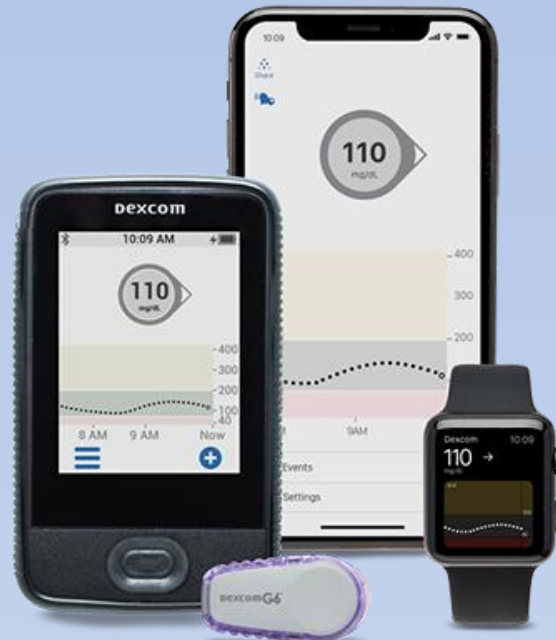 DEXCOM
10:09 AM
110
mg/dL
400
300
200
100
40
8 AM
9 AM
Now
10:09
Share
110
mg/dL
400
300
200
9AM
Events
Settings
Dexcom
10:09
110 →
mg/dL
DEXCOM G6